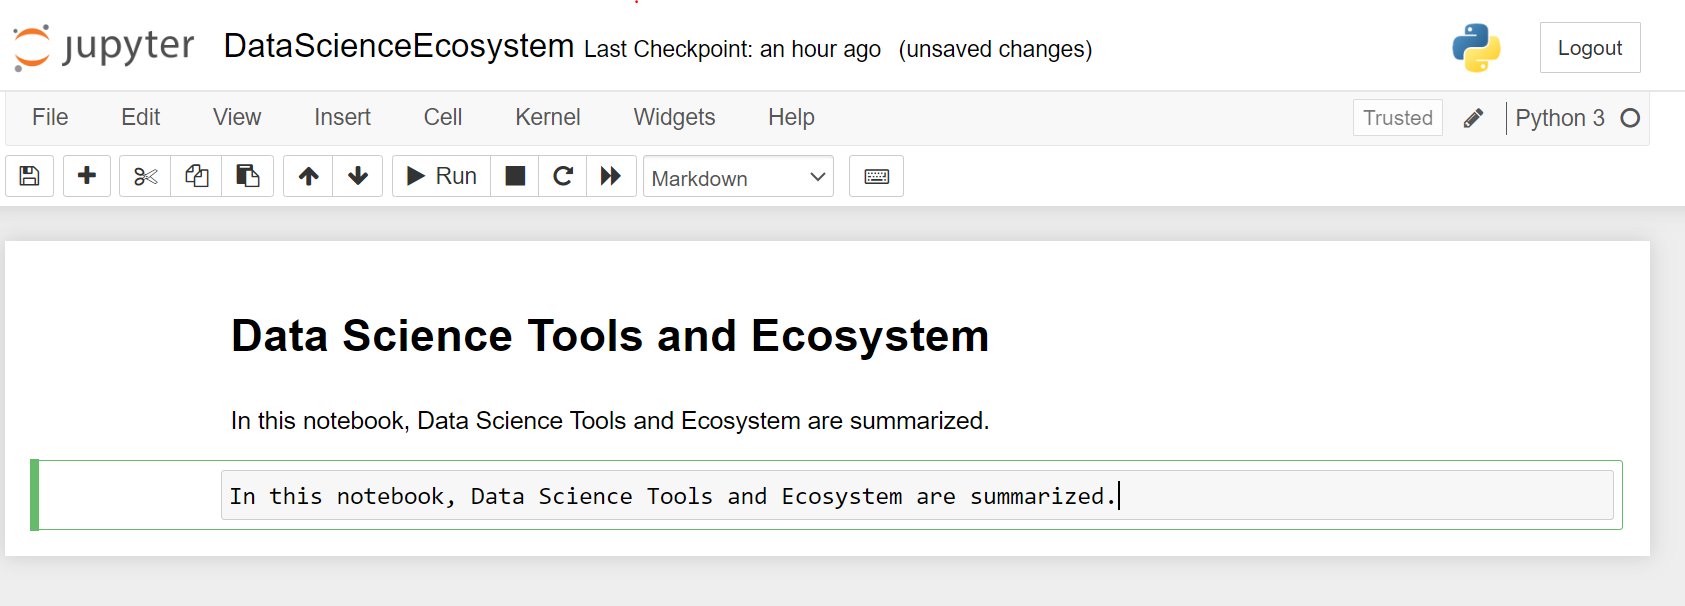 jupyter DataScienceEcosystem Last Checkpoint: an hour ago (unsaved changes) Logout
File Edit View Insert Cell Kernel Widgets Help Trusted Python 3
Run Markdown
Data Science Tools and Ecosystem
In this notebook, Data Science Tools and Ecosystem are summarized.
In this notebook, Data Science Tools and Ecosystem are summarized.